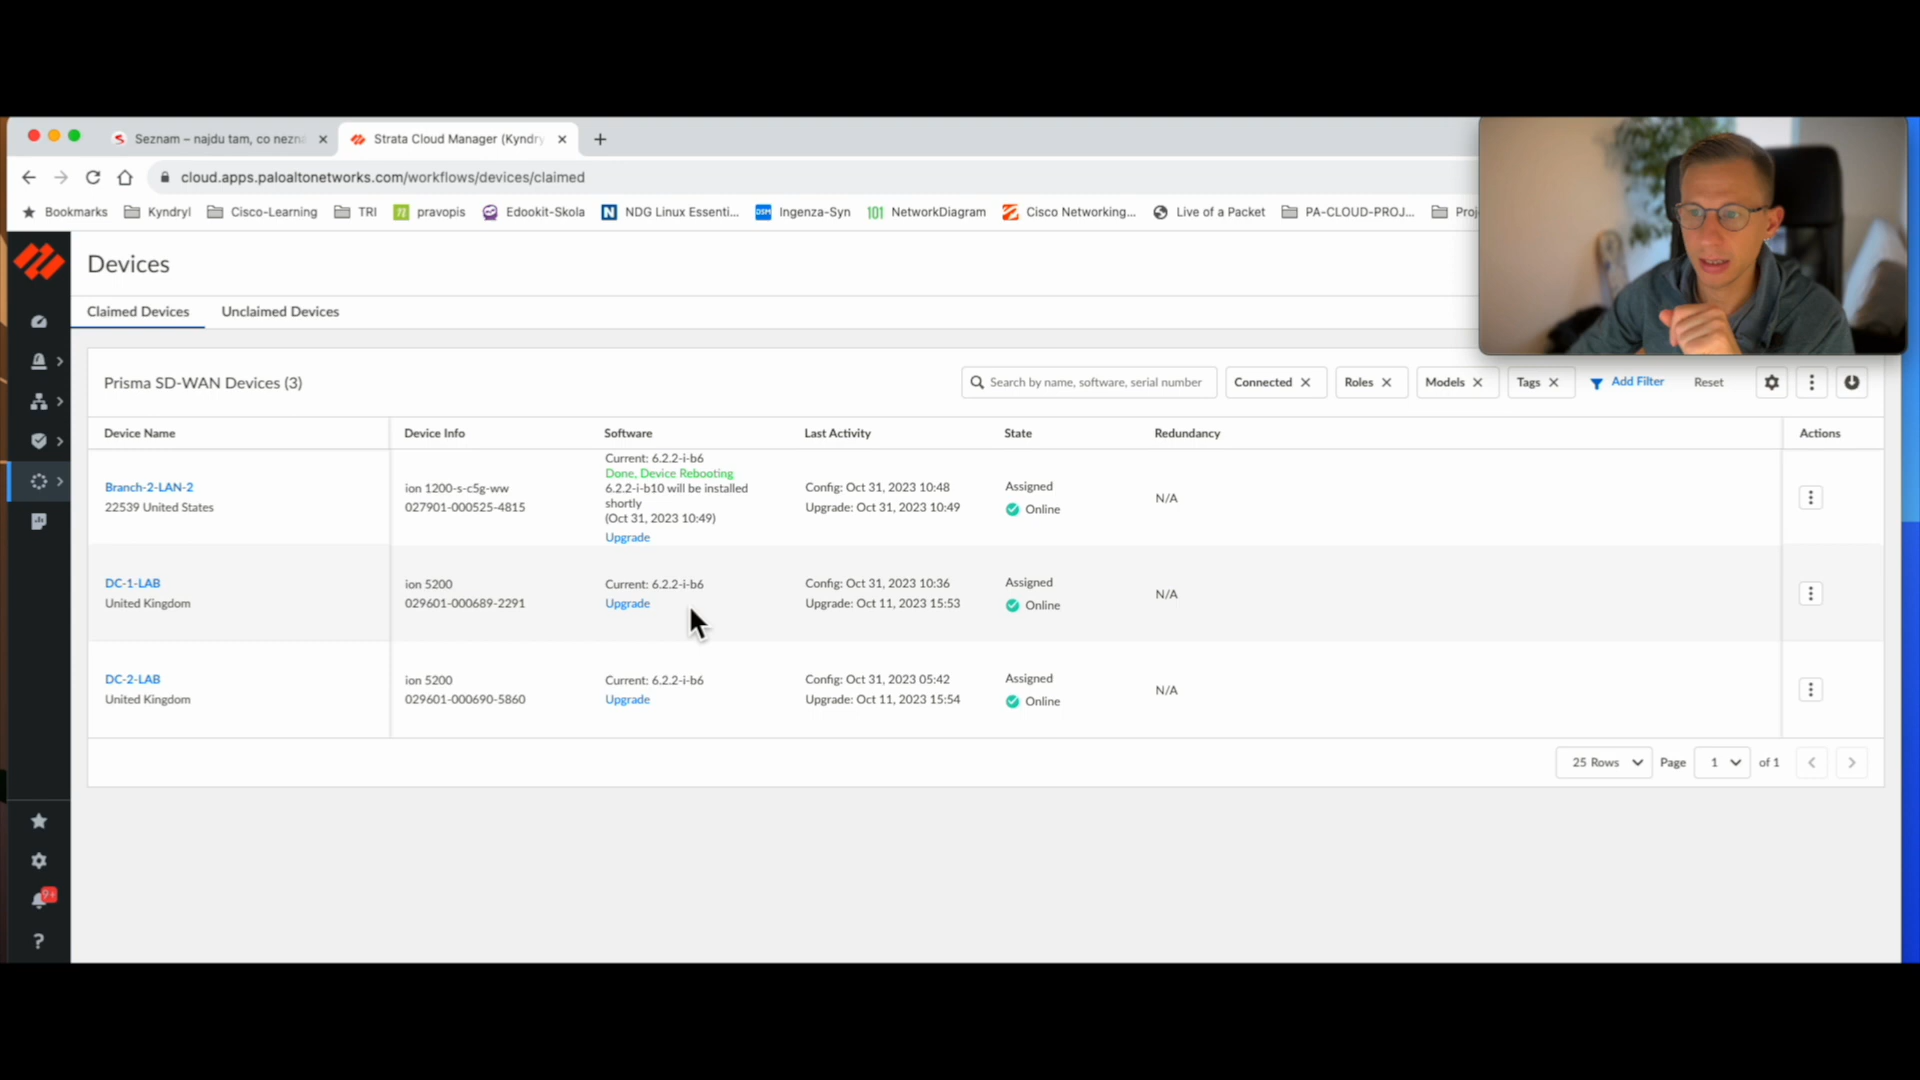 Seznam – najdu tam, co nezn
Strata Cloud Manager (Kyndry
cloud.apps.paloaltonetworks.com/workflows/devices/claimed
Bookmarks Kyndryl Cisco-Learning TRI pravopis Edookit-Skola NDG Linux Essenti... Ingenza-Syn NetworkDiagram Cisco Networking... Live of a Packet PA-CLOUD-PROJ... Proj
Devices
Claimed Devices Unclaimed Devices
Prisma SD-WAN Devices (3)
Search by name, software, serial number Connected Roles Models Tags Add Filter Reset
Device Name Device Info Software Last Activity State Redundancy Actions
Branch-2-LAN-2
22539 United States
ion 1200-s-c5g-ww
027901-000525-4815
Current: 6.2.2-i-b6
Done, Device Rebooting
6.2.2-i-b10 will be installed
shortly
(Oct 31, 2023 10:49)
Upgrade
Config: Oct 31, 2023 10:48
Upgrade: Oct 31, 2023 10:49
Assigned
Online
N/A
DC-1-LAB
United Kingdom
ion 5200
029601-000689-2291
Current: 6.2.2-i-b6
Upgrade
Config: Oct 31, 2023 10:36
Upgrade: Oct 11, 2023 15:53
Assigned
Online
N/A
DC-2-LAB
United Kingdom
ion 5200
029601-000690-5860
Current: 6.2.2-i-b6
Upgrade
Config: Oct 31, 2023 05:42
Upgrade: Oct 11, 2023 15:54
Assigned
Online
N/A
25 Rows Page 1 of 1
9+